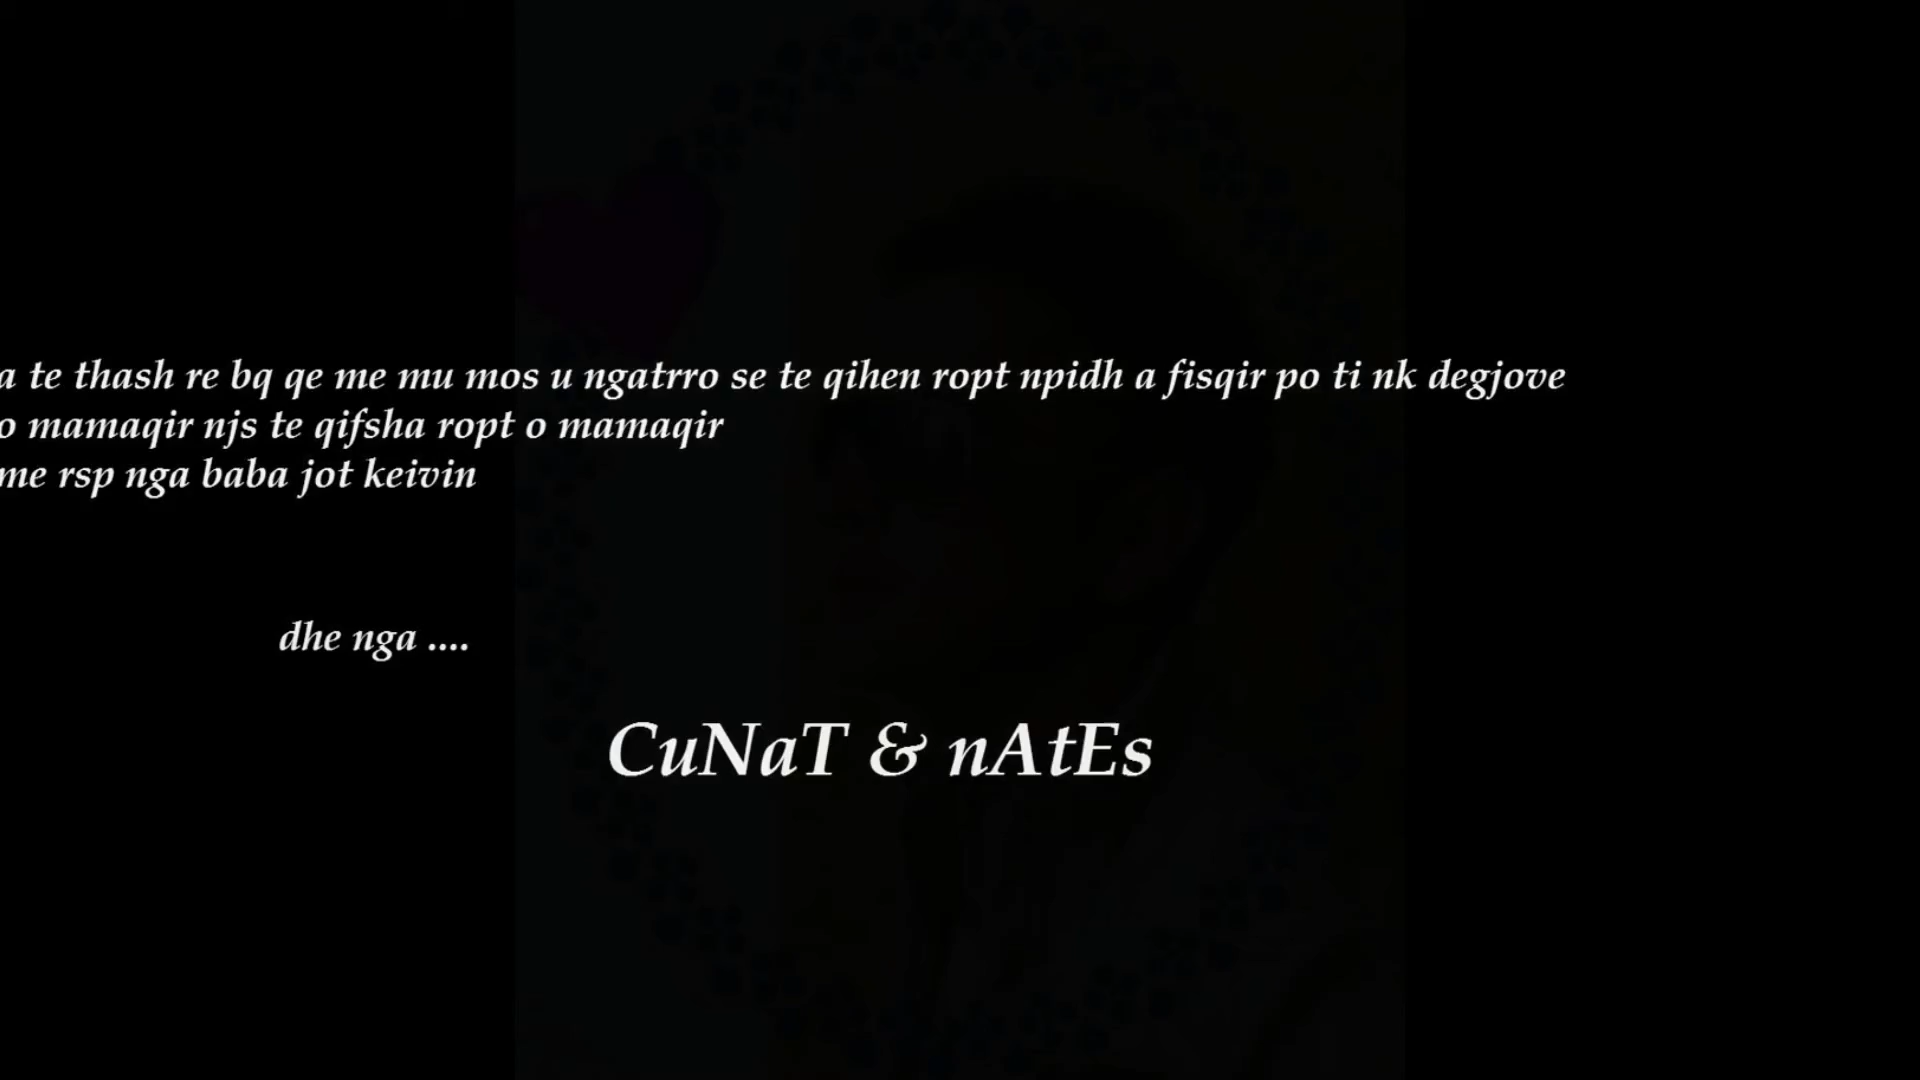 a te thash re bq qe me mu mos u ngatrro se te qihen ropt npidh a fisqir po ti nk degjove
o mamaqir njs te qifsha ropt o mamaqir
me rsp nga baba jot keivin
dhe nga ....
CuNaT & nAtEs